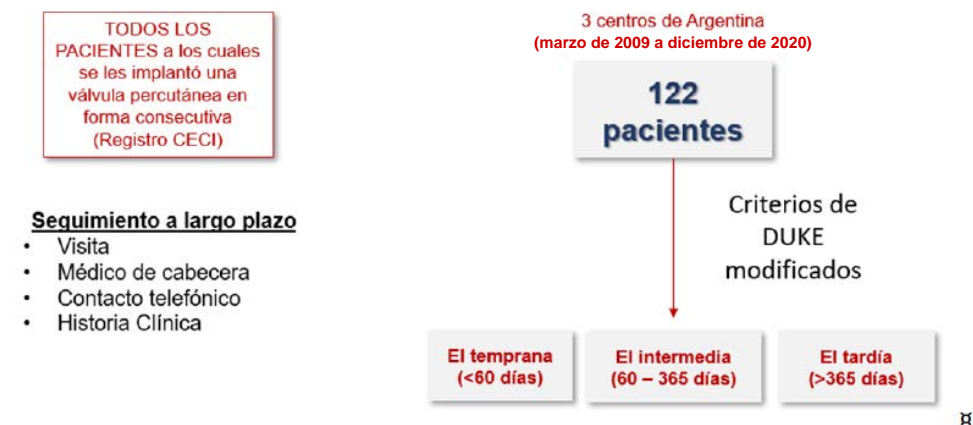 TODOS LOS
PACIENTES a los cuales
se les implantó una
válvula percutánea en
forma consecutiva
(Registro CECI)
Seguimiento a largo plazo
• Visita
• Médico de cabecera
• Contacto telefónico
• Historia Clínica
3 centros de Argentina
(marzo de 2009 a diciembre de 2020)
122
pacientes
Criterios de
DUKE
modificados
EI temprana
(<60 días)
EI intermedia
(60 – 365 días)
EI tardía
(>365 días)
¤